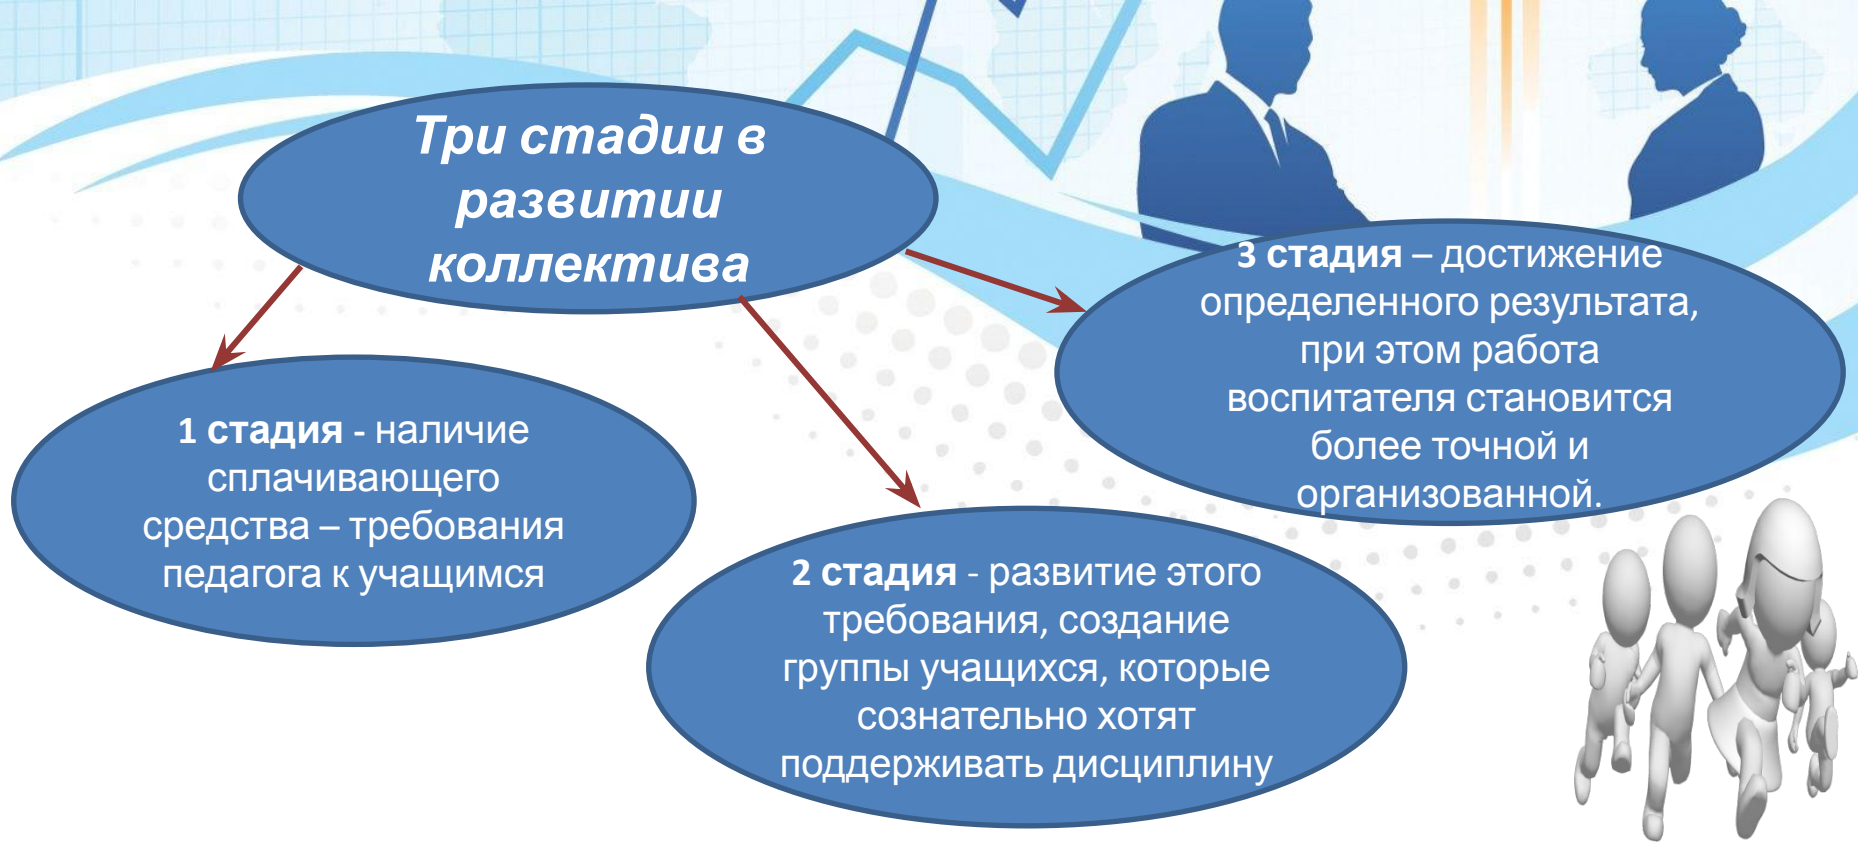 Три стадии в
развитии
коллектива
1 стадия - наличие
сплачивающего
средства – требования
педагога к учащимся
2 стадия - развитие этого
требования, создание
группы учащихся, которые
сознательно хотят
поддерживать дисциплину
3 стадия – достижение
определенного результата,
при этом работа
воспитателя становится
более точной и
организованной.